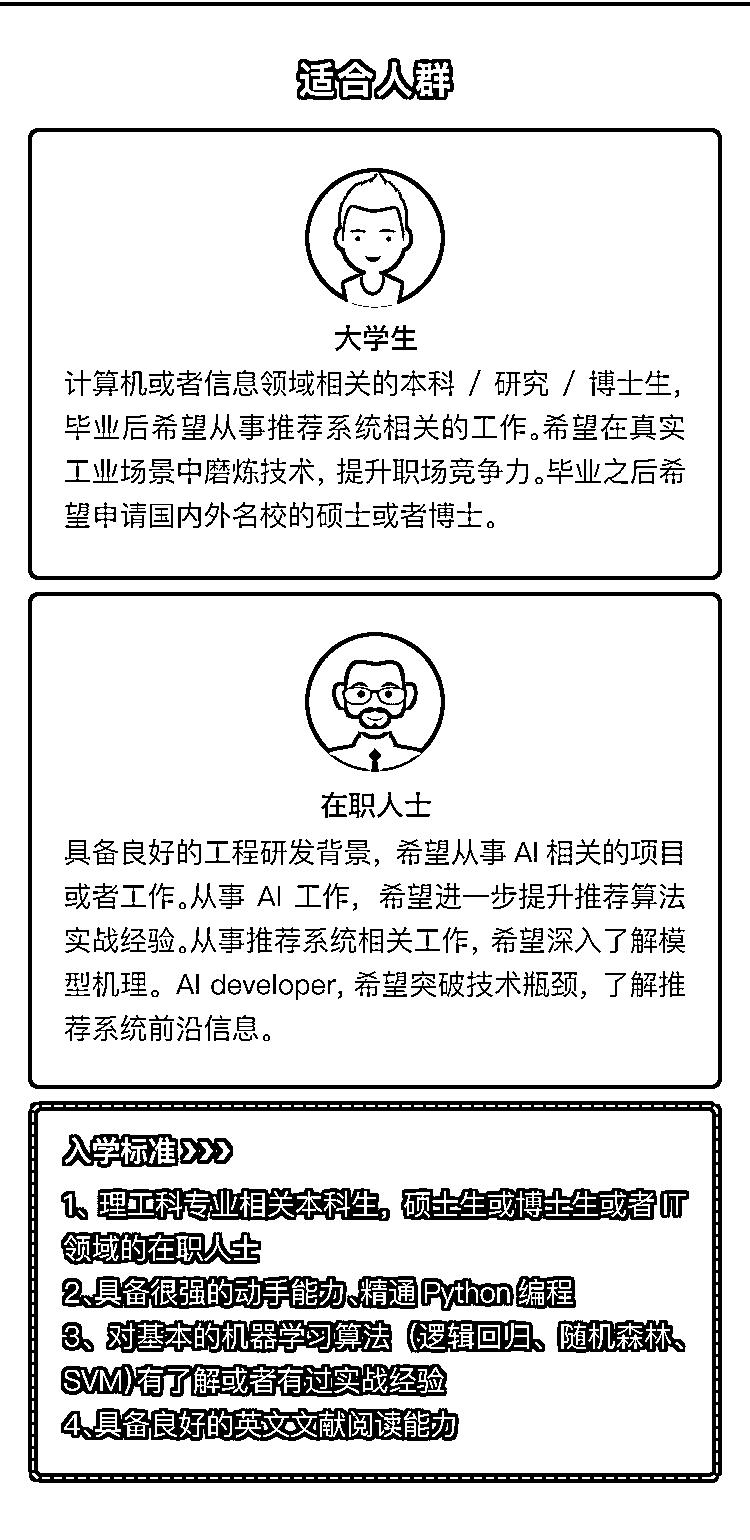 适合人群
大学生
计算机或者信息领域相关的本科 / 研究 / 博士生,
毕业后希望从事推荐系统相关的工作。希望在真实
工业场景中磨炼技术, 提升职场竞争力。毕业之后希
望申请国内外名校的硕士或者博士。
在职人士
具备良好的工程研发背景, 希望从事 AI 相关的项目
或者工作。从事 AI 工作, 希望进一步提升推荐算法
实战经验。从事推荐系统相关工作, 希望深入了解模
型机理。AI developer, 希望突破技术瓶颈, 了解推
荐系统前沿信息。
入学标准 >>>
1、理工科专业相关本科生, 硕士生或博士生或者 IT
领域的在职人士
2、具备很强的动手能力、精通 Python 编程
3、对基本的机器学习算法 (逻辑回归、随机森林、
SVM) 有了解或者有过实战经验
4、具备良好的英文文献阅读能力